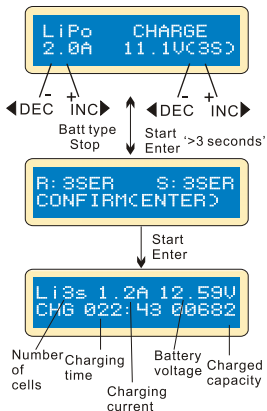 LiPo CHARGE
2.0A 11.1V(3S)
- + - +
◀DEC INC▶ ◀DEC INC▶
Batt type
Stop
Start
Enter '>3 seconds'
R: 3SER S: 3SER
CONFIRM(ENTER)
Start
Enter
Li3s 1.2A 12.59V
CHG 022:43 00682
Number
of
cells
Charging
time
Charging
current
Battery
voltage
Charged
capacity